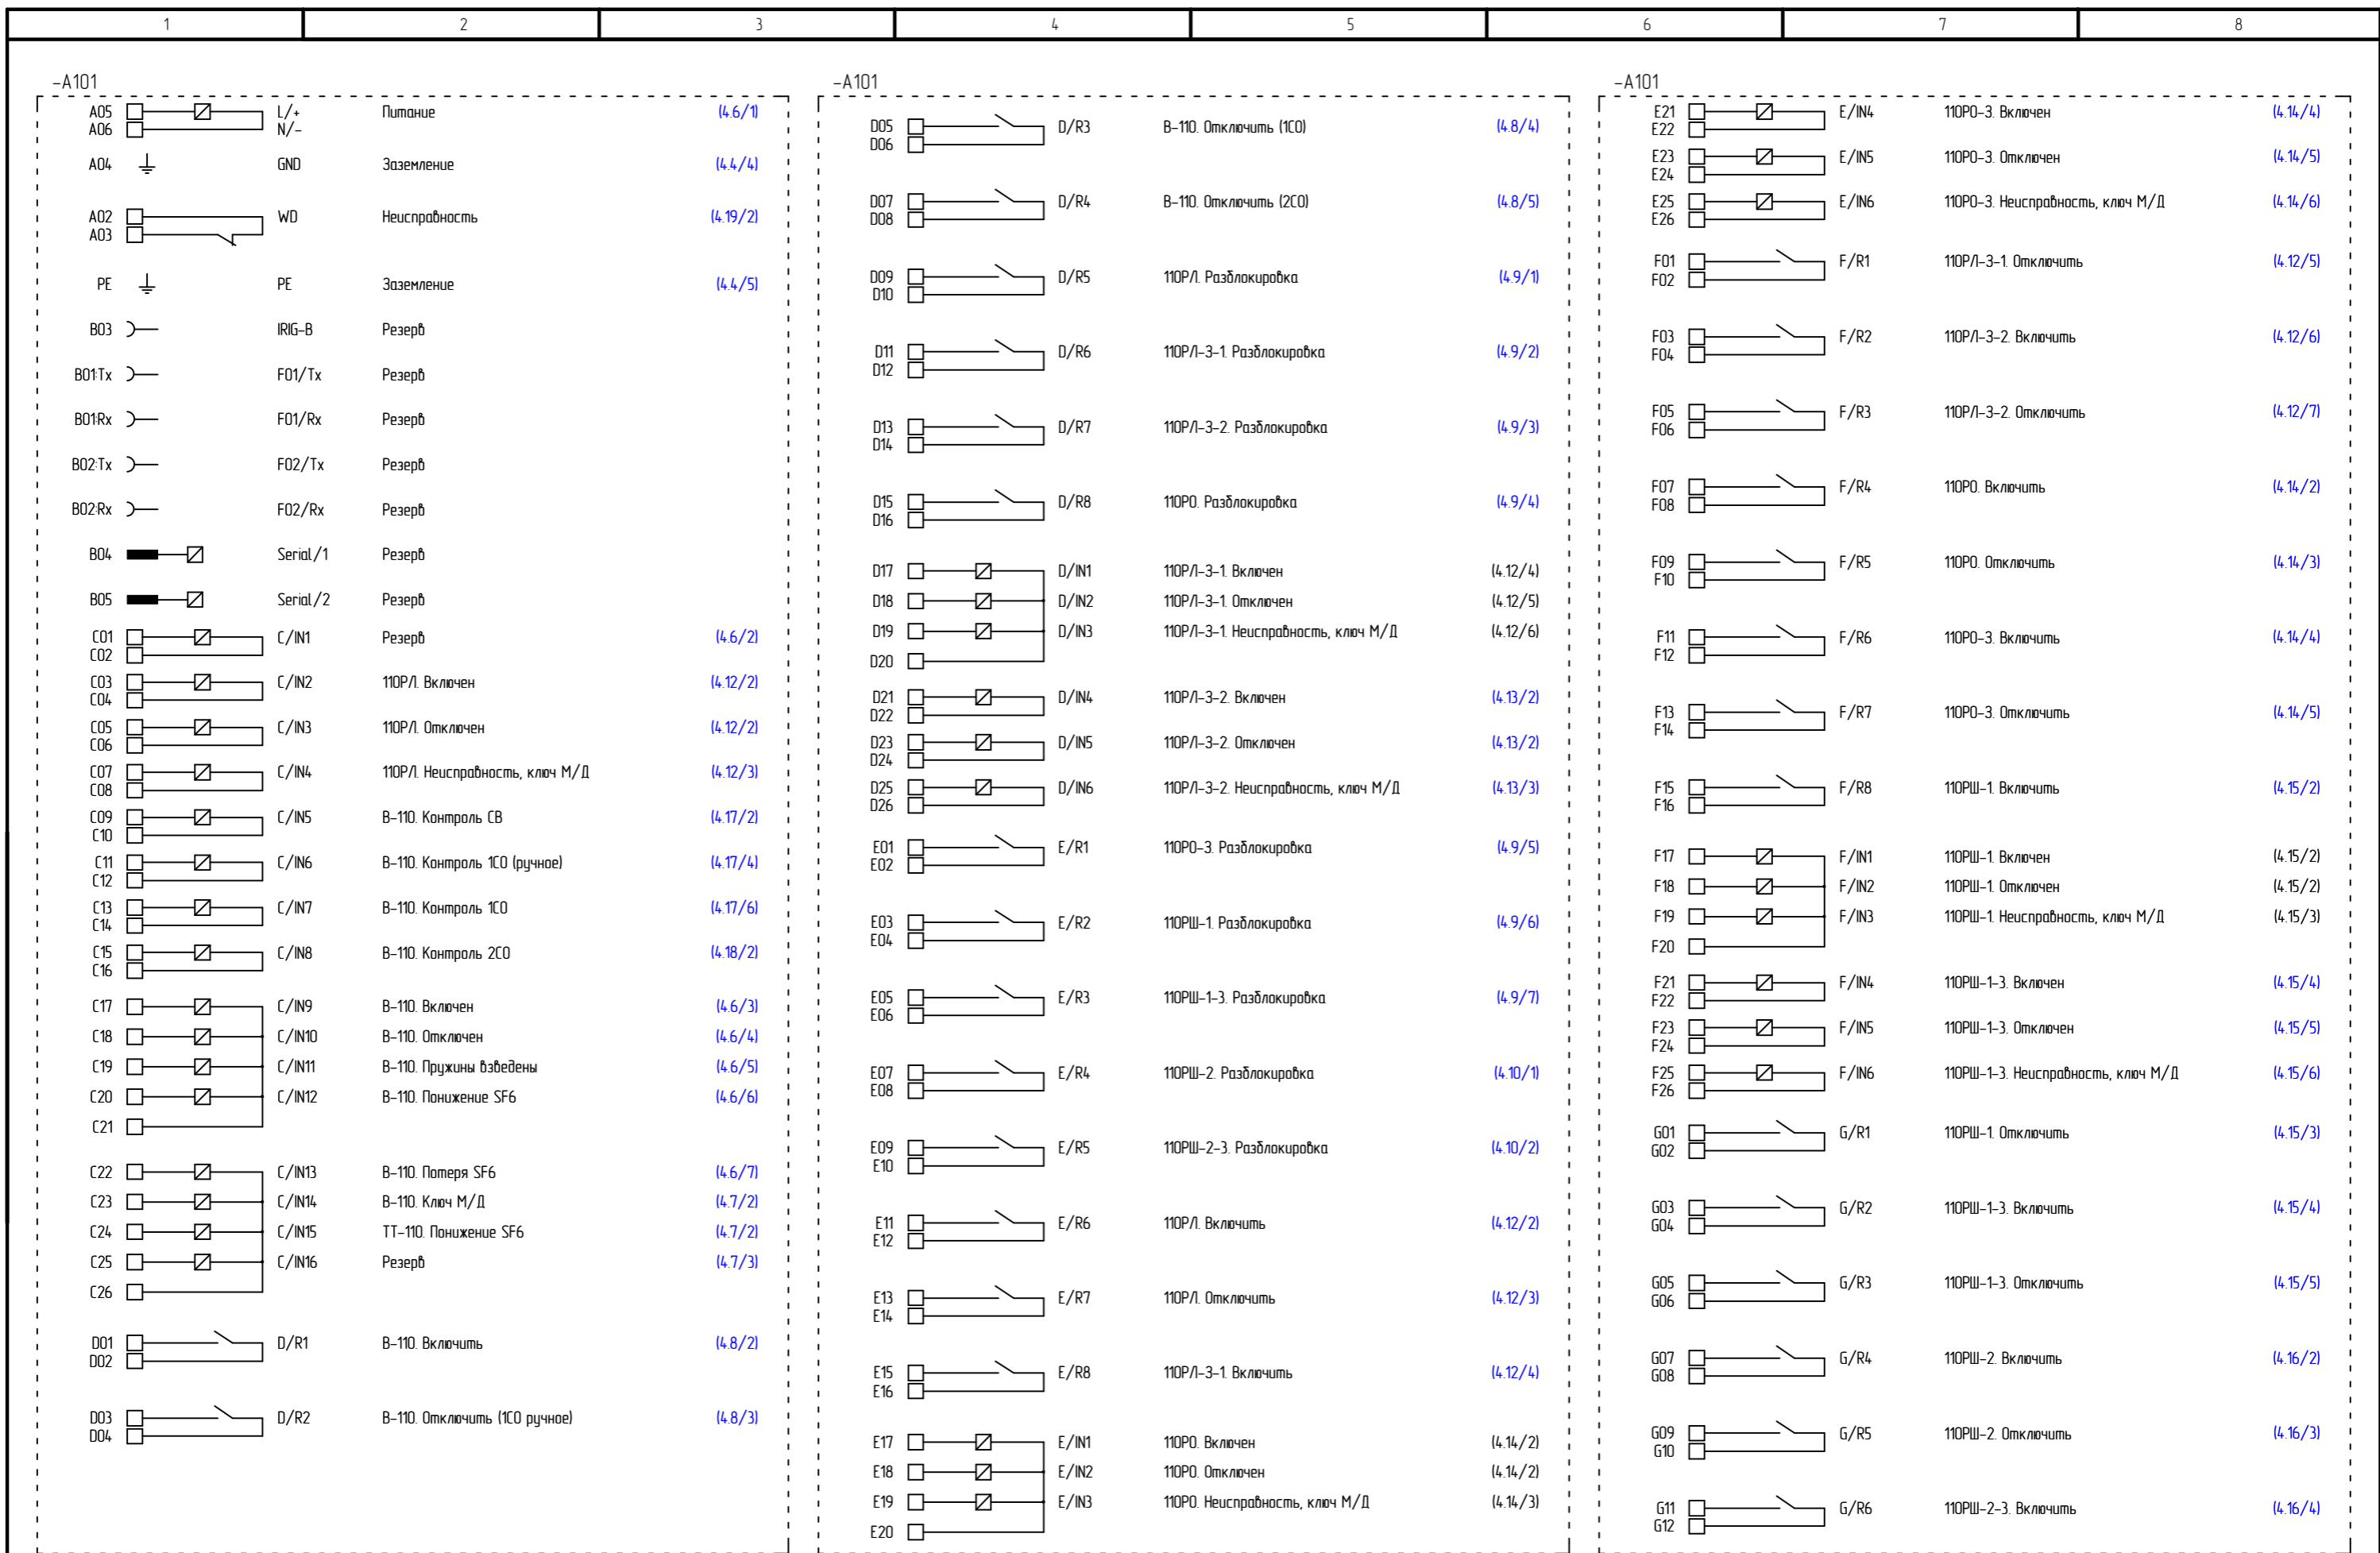 1 2 3 4 5 6 7 8
-A101
A05 L/+ Питание (4.6/1)
A06 N/-
A04 GND Заземление (4.4/4)
A02 WD Неисправность (4.19/2)
A03
PE PE Заземление (4.4/5)
B03 IRIG-B Резерв
B01:Tx F01/Tx Резерв
B01:Rx F01/Rx Резерв
B02:Tx F02/Tx Резерв
B02:Rx F02/Rx Резерв
B04 Serial/1 Резерв
B05 Serial/2 Резерв
C01 C/IN1 Резерв (4.6/2)
C02
C03 C/IN2 110РЛ. Включен (4.12/2)
C04
C05 C/IN3 110РЛ. Отключен (4.12/2)
C06
C07 C/IN4 110РЛ. Неисправность, ключ М/Д (4.12/3)
C08
C09 C/IN5 В-110. Контроль СВ (4.17/2)
C10
C11 C/IN6 В-110. Контроль 1СО (ручное) (4.17/4)
C12
C13 C/IN7 В-110. Контроль 1СО (4.17/6)
C14
C15 C/IN8 В-110. Контроль 2СО (4.18/2)
C16
C17 C/IN9 В-110. Включен (4.6/3)
C18 C/IN10 В-110. Отключен (4.6/4)
C19 C/IN11 В-110. Пружины взведены (4.6/5)
C20 C/IN12 В-110. Понижение SF6 (4.6/6)
C21
C22 C/IN13 В-110. Потеря SF6 (4.6/7)
C23 C/IN14 В-110. Ключ М/Д (4.7/2)
C24 C/IN15 ТТ-110. Понижение SF6 (4.7/2)
C25 C/IN16 Резерв (4.7/3)
C26
D01 D/R1 В-110. Включить (4.8/2)
D02
D03 D/R2 В-110. Отключить (1СО ручное) (4.8/3)
D04
-A101
D05 D/R3 В-110. Отключить (1СО) (4.8/4)
D06
D07 D/R4 В-110. Отключить (2СО) (4.8/5)
D08
D09 D/R5 110РЛ. Разблокировка (4.9/1)
D10
D11 D/R6 110РЛ-3-1. Разблокировка (4.9/2)
D12
D13 D/R7 110РЛ-3-2. Разблокировка (4.9/3)
D14
D15 D/R8 110РО. Разблокировка (4.9/4)
D16
D17 D/IN1 110РЛ-3-1. Включен (4.12/4)
D18 D/IN2 110РЛ-3-1. Отключен (4.12/5)
D19 D/IN3 110РЛ-3-1. Неисправность, ключ М/Д (4.12/6)
D20
D21 D/IN4 110РЛ-3-2. Включен (4.13/2)
D22
D23 D/IN5 110РЛ-3-2. Отключен (4.13/2)
D24
D25 D/IN6 110РЛ-3-2. Неисправность, ключ М/Д (4.13/3)
D26
E01 E/R1 110РО-3. Разблокировка (4.9/5)
E02
E03 E/R2 110РШ-1. Разблокировка (4.9/6)
E04
E05 E/R3 110РШ-1-3. Разблокировка (4.9/7)
E06
E07 E/R4 110РШ-2. Разблокировка (4.10/1)
E08
E09 E/R5 110РШ-2-3. Разблокировка (4.10/2)
E10
E11 E/R6 110РЛ. Включить (4.12/2)
E12
E13 E/R7 110РЛ. Отключить (4.12/3)
E14
E15 E/R8 110РЛ-3-1. Включить (4.12/4)
E16
E17 E/IN1 110РО. Включен (4.14/2)
E18 E/IN2 110РО. Отключен (4.14/2)
E19 E/IN3 110РО. Неисправность, ключ М/Д (4.14/3)
E20
-A101
E21 E/IN4 110РО-3. Включен (4.14/4)
E22
E23 E/IN5 110РО-3. Отключен (4.14/5)
E24
E25 E/IN6 110РО-3. Неисправность, ключ М/Д (4.14/6)
E26
F01 F/R1 110РЛ-3-1. Отключить (4.12/5)
F02
F03 F/R2 110РЛ-3-2. Включить (4.12/6)
F04
F05 F/R3 110РЛ-3-2. Отключить (4.12/7)
F06
F07 F/R4 110РО. Включить (4.14/2)
F08
F09 F/R5 110РО. Отключить (4.14/3)
F10
F11 F/R6 110РО-3. Включить (4.14/4)
F12
F13 F/R7 110РО-3. Отключить (4.14/5)
F14
F15 F/R8 110РШ-1. Включить (4.15/2)
F16
F17 F/IN1 110РШ-1. Включен (4.15/2)
F18 F/IN2 110РШ-1. Отключен (4.15/2)
F19 F/IN3 110РШ-1. Неисправность, ключ М/Д (4.15/3)
F20
F21 F/IN4 110РШ-1-3. Включен (4.15/4)
F22
F23 F/IN5 110РШ-1-3. Отключен (4.15/5)
F24
F25 F/IN6 110РШ-1-3. Неисправность, ключ М/Д (4.15/6)
F26
G01 G/R1 110РШ-1. Отключить (4.15/3)
G02
G03 G/R2 110РШ-1-3. Включить (4.15/4)
G04
G05 G/R3 110РШ-1-3. Отключить (4.15/5)
G06
G07 G/R4 110РШ-2. Включить (4.16/2)
G08
G09 G/R5 110РШ-2. Отключить (4.16/3)
G10
G11 G/R6 110РШ-2-3. Включить (4.16/4)
G12